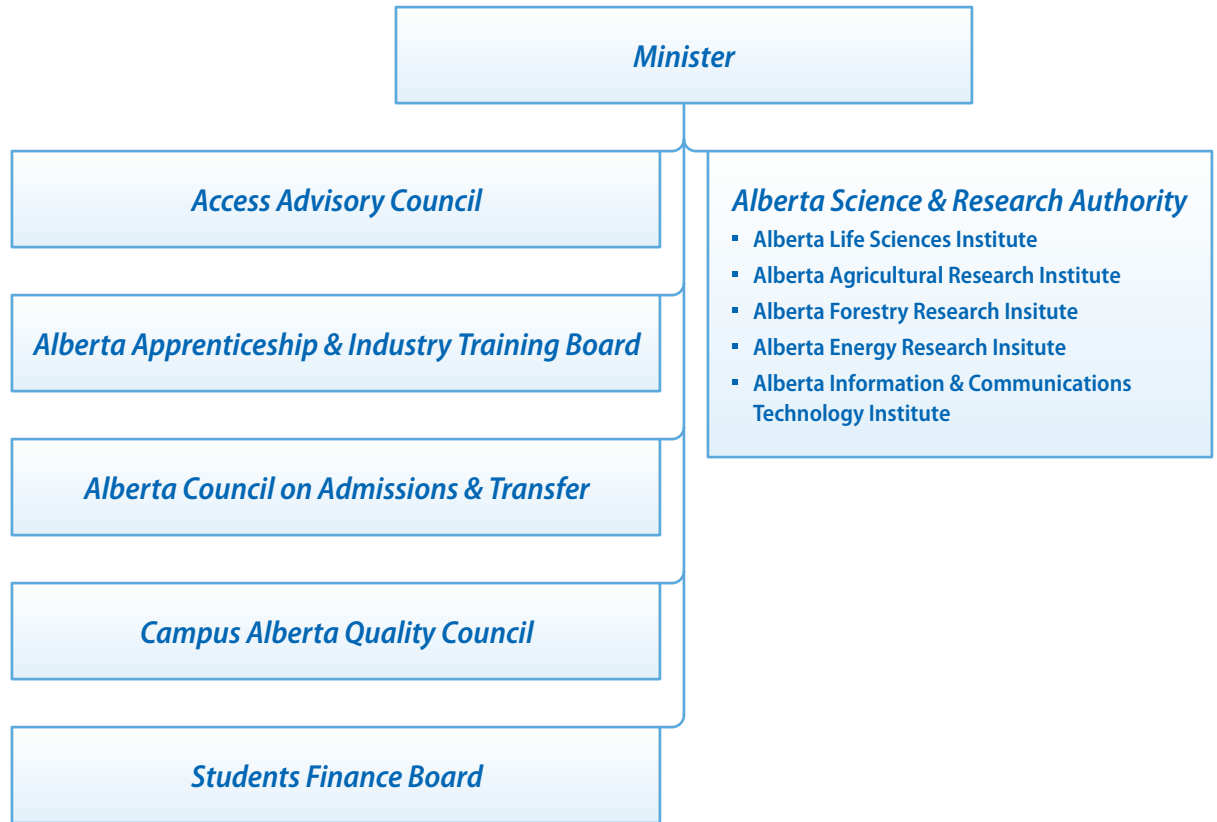 Minister
Access Advisory Council
Alberta Apprenticeship & Industry Training Board
Alberta Council on Admissions & Transfer
Campus Alberta Quality Council
Students Finance Board
Alberta Science & Research Authority
▪ Alberta Life Sciences Institute
▪ Alberta Agricultural Research Institute
▪ Alberta Forestry Research Insitute
▪ Alberta Energy Research Insitute
▪ Alberta Information & Communications
Technology Institute